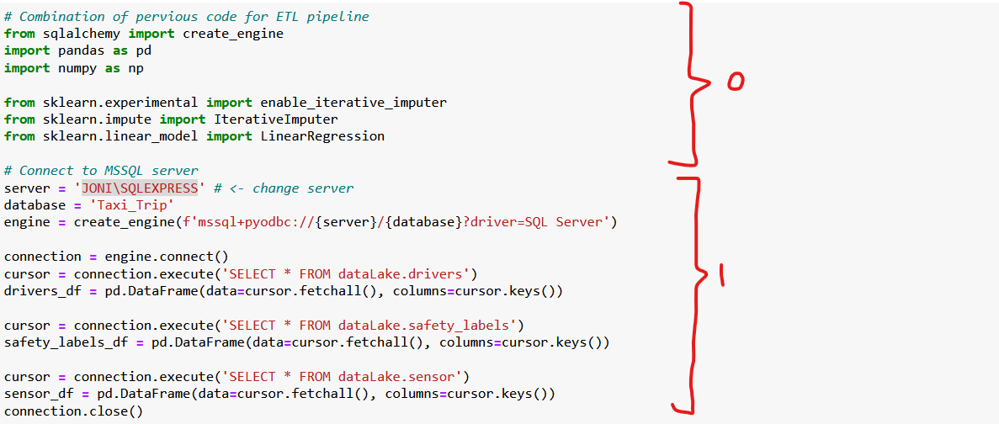 # Combination of pervious code for ETL pipeline
from sqlalchemy import create_engine
import pandas as pd
import numpy as np
0
from sklearn.experimental import enable_iterative_imputer
from sklearn.impute import IterativeImputer
from sklearn.linear_model import LinearRegression
# Connect to MSSQL server
server = 'JONI\SQLEXPRESS' # <- change server
database = 'Taxi_Trip'
engine = create_engine(f'mssql+pyodbc://{server}/{database}?driver=SQL Server')
connection = engine.connect()
cursor = connection.execute('SELECT * FROM dataLake.drivers')
1
drivers_df = pd.DataFrame(data=cursor.fetchall(), columns=cursor.keys())
cursor = connection.execute('SELECT * FROM dataLake.safety_labels')
safety_labels_df = pd.DataFrame(data=cursor.fetchall(), columns=cursor.keys())
cursor = connection.execute('SELECT * FROM dataLake.sensor')
sensor_df = pd.DataFrame(data=cursor.fetchall(), columns=cursor.keys())
connection.close()